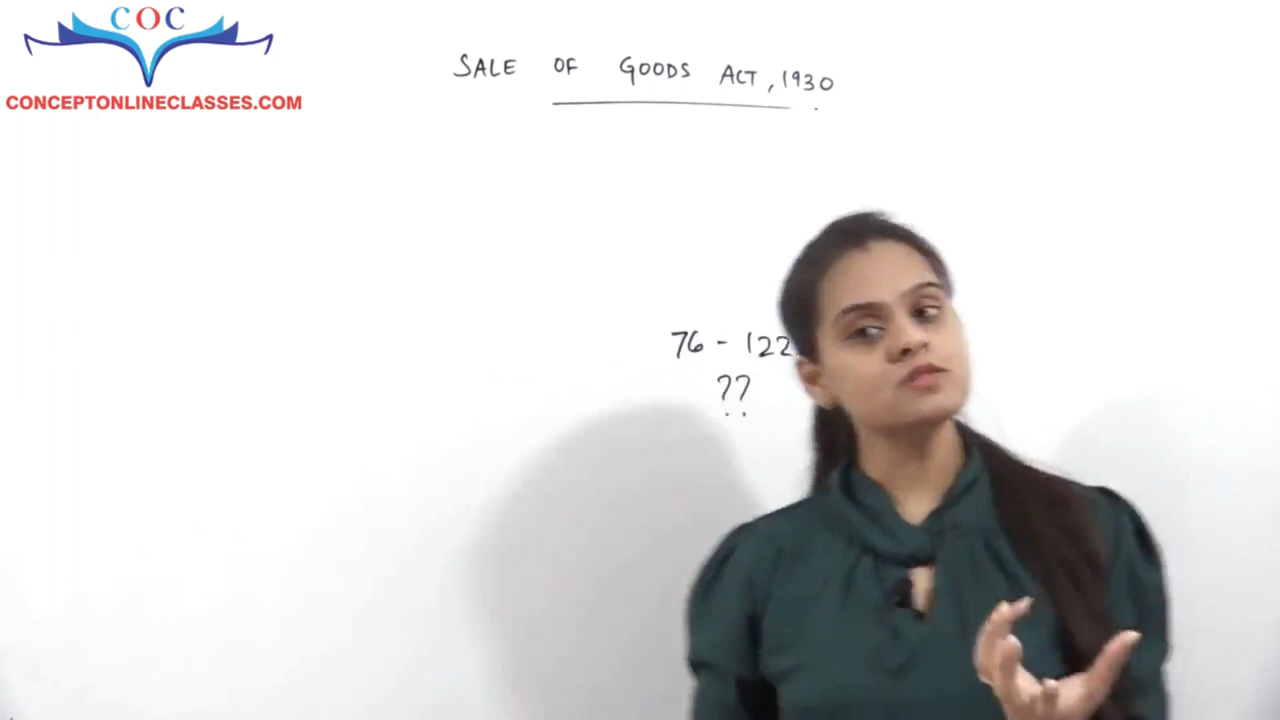 COC
CONCEPTONLINECLASSES.COM
SALE OF GOODS ACT, 1930
76 - 122
??